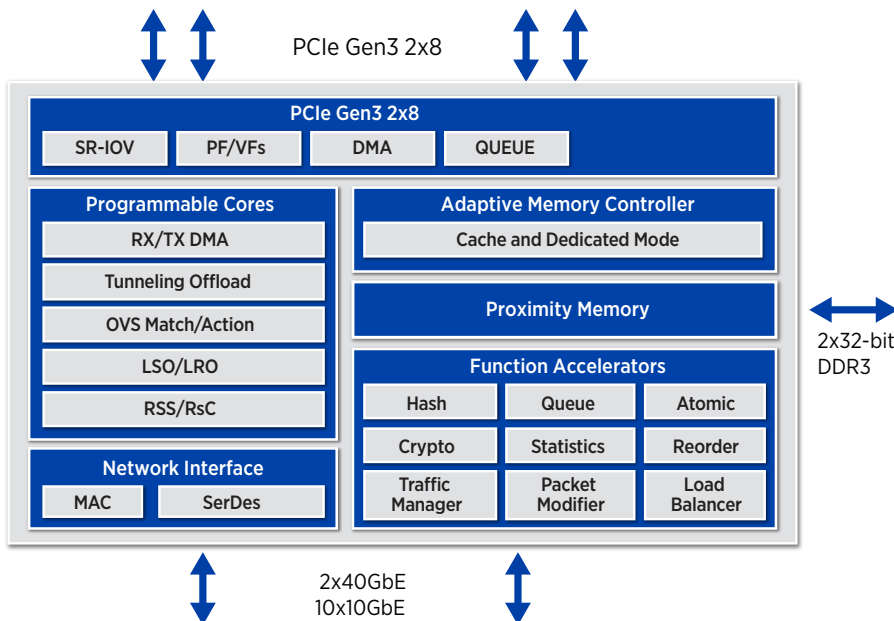 PCIe Gen3 2x8
PCIe Gen3 2x8
SR-IOV
PF/VFs
DMA
QUEUE
Programmable Cores
RX/TX DMA
Tunneling Offload
OVS Match/Action
LSO/LRO
RSS/RsC
Adaptive Memory Controller
Cache and Dedicated Mode
Proximity Memory
Function Accelerators
Hash
Queue
Atomic
Crypto
Statistics
Reorder
Traffic
Manager
Packet
Modifier
Load
Balancer
Network Interface
MAC
SerDes
2x32-bit
DDR3
2x40GbE
10x10GbE